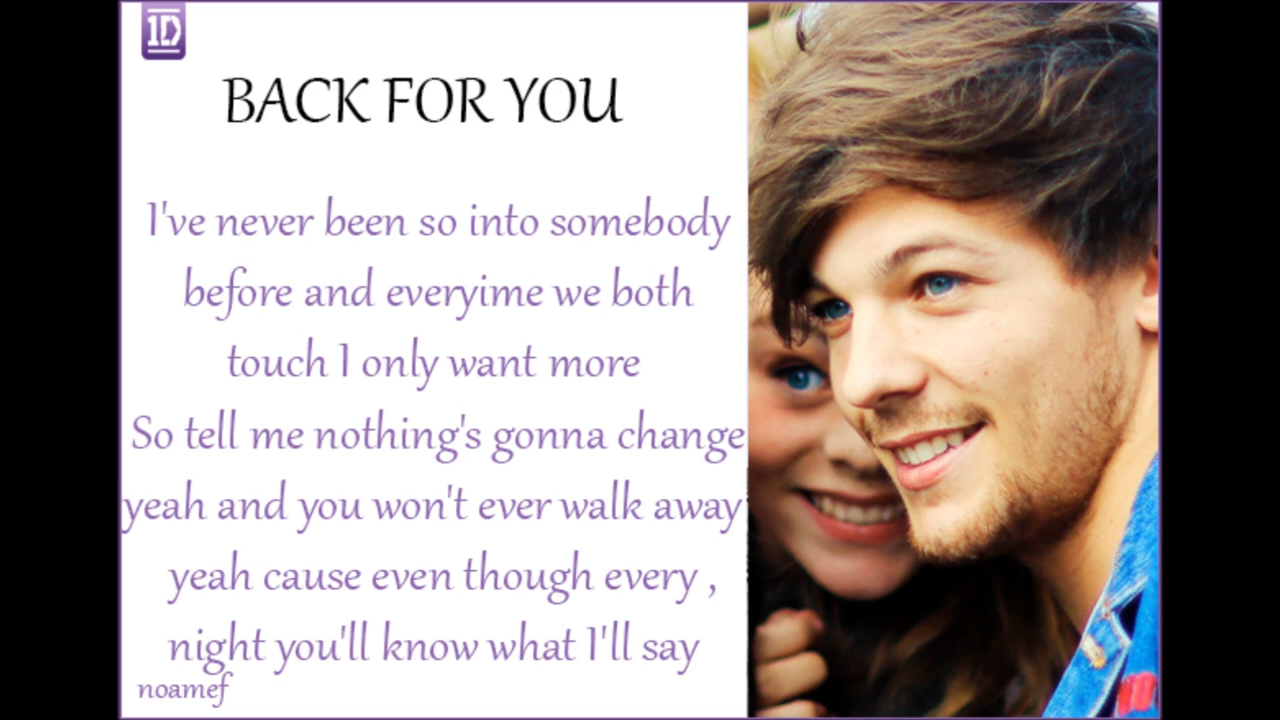 1D
BACK FOR YOU
I've never been so into somebody
before and everyime we both
touch I only want more
So tell me nothing's gonna change
yeah and you won't ever walk away
yeah cause even though every ,
night you'll know what I'll say
noamef